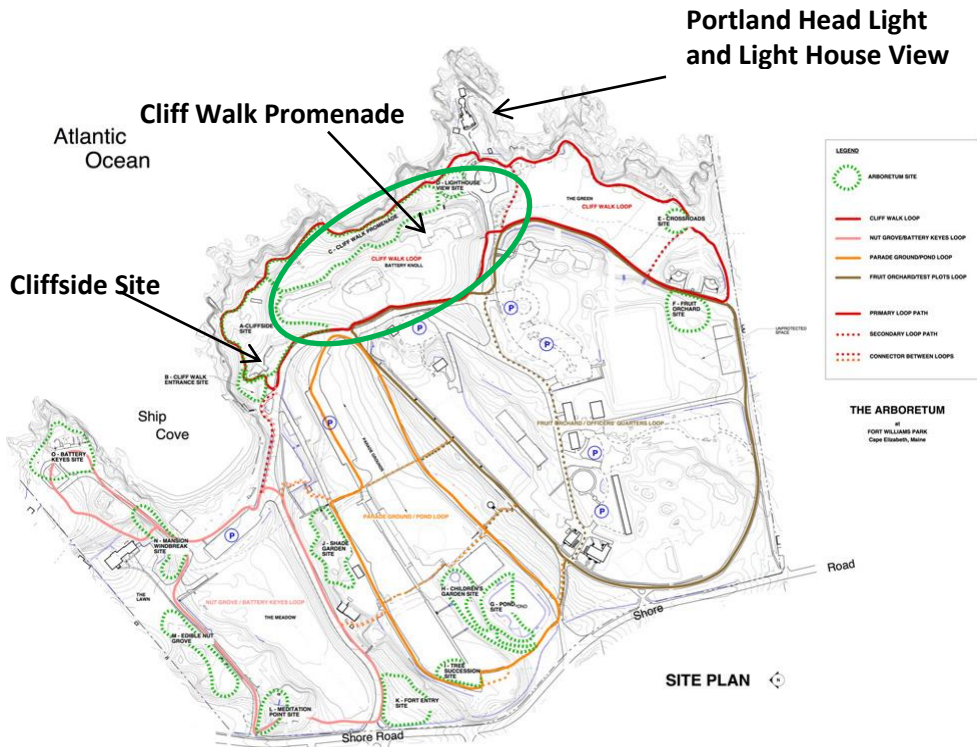 Portland Head Light
and Light House View
Cliff Walk Promenade
Atlantic
Ocean
Cliffside Site
D - LIGHTHOUSE
VIEW SITE
C - CLIFF WALK PROMENADE
CLIFF WALK LOOP
BATTERY KNOLL
THE GREEN
CLIFF WALK LOOP
E - CROSSROADS
SITE
F - FRUIT
ORCHARD
SITE
UNPROTECTED
SPACE
A-CLIFFSIDE
SITE
B - CLIFF WALK
ENTRANCE SITE
Ship
Cove
O - BATTERY
KEYES SITE
N - MANSION
WINDBREAK
SITE
THE
LAWN
NUT GROVE / BATTERY KEYES LOOP
THE MEADOW
M - EDIBLE NUT
GROVE
L - MEDITATION
POINT SITE
K - FORT ENTRY
SITE
J - SHADE
GARDEN
SITE
PARADE GROUNDS
PARADE GROUND / POND LOOP
FRUIT ORCHARD / OFFICERS' QUARTERS LOOP
H - CHILDREN'S
GARDEN SITE
G - POND
SITE
POND
I - TREE
SUCCESSION
SITE
P
P
P
P
P
P
P
Shore Road
Shore
Road
LEGEND
ARBORETUM SITE
CLIFF WALK LOOP
NUT GROVE/BATTERY KEYES LOOP
PARADE GROUND/POND LOOP
FRUIT ORCHARD/TEST PLOTS LOOP
PRIMARY LOOP PATH
SECONDARY LOOP PATH
CONNECTOR BETWEEN LOOPS
THE ARBORETUM
at
FORT WILLIAMS PARK
Cape Elizabeth, Maine
SITE PLAN
N